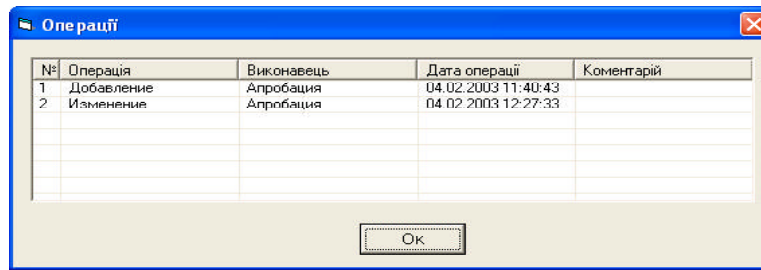 Операції
№ Операція Виконавець Дата операції Коментарій
1 Добавление Апробация 04.02.2003 11:40:43
2 Изменение Апробация 04.02.2003 12:27:33
Ок